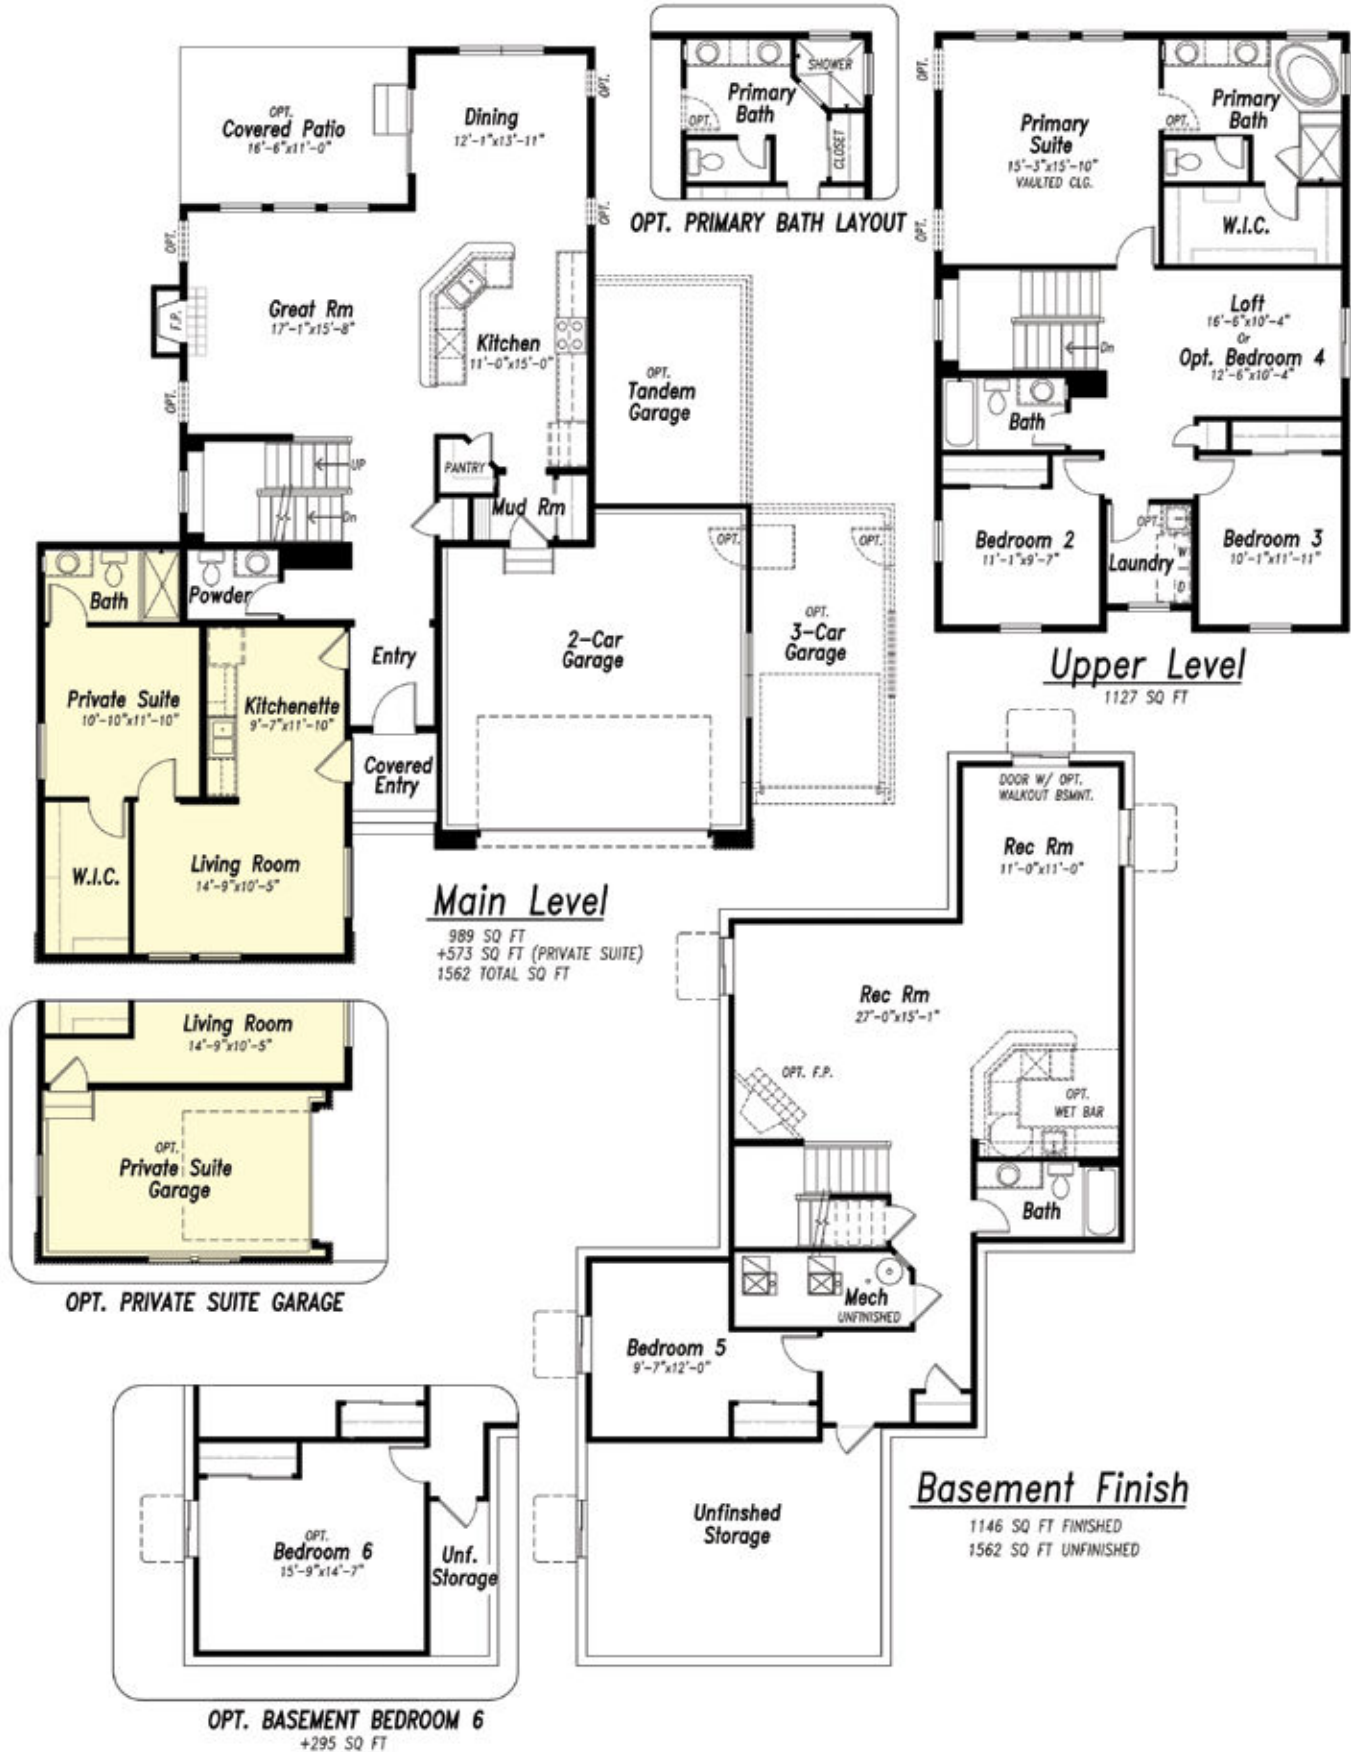 OPT.
Covered Patio
16'-6"x11'-0"
Dining
12'-1"x13'-11"
OPT.
OPT.
OPT.
OPT.
F.P.
Great Rm
17'-1"x15'-8"
Kitchen
11'-0"x15'-0"
PANTRY
Mud Rm
UP
Dn
OPT.
Tandem
Garage
OPT.
OPT.
2-Car
Garage
OPT.
3-Car
Garage
Bath
Powder
Entry
Private Suite
10'-10"x11'-10"
Kitchenette
9'-7"x11'-10"
Covered
Entry
W.I.C.
Living Room
14'-9"x10'-5"
Main Level
989 SQ FT
+573 SQ FT (PRIVATE SUITE)
1562 TOTAL SQ FT
Primary
Bath
SHOWER
OPT.
CLOSET
OPT. PRIMARY BATH LAYOUT
OPT.
OPT.
Primary
Suite
15'-3"x15'-10"
VAULTED CLG.
Primary
Bath
OPT.
W.I.C.
Loft
16'-6"x10'-4"
Or
Opt. Bedroom 4
12'-6"x10'-4"
Dn
Bath
Bedroom 2
11'-1"x9'-7"
OPT.
Laundry
W
D
Bedroom 3
10'-1"x11'-11"
Upper Level
1127 SQ FT
Living Room
14'-9"x10'-5"
OPT.
Private Suite
Garage
OPT. PRIVATE SUITE GARAGE
DOOR W/ OPT.
WALKOUT BSMNT.
Rec Rm
11'-0"x11'-0"
Rec Rm
27'-0"x15'-1"
OPT. F.P.
OPT.
WET BAR
Bath
Mech
UNFINISHED
Bedroom 5
9'-7"x12'-0"
Unfinshed
Storage
Basement Finish
1146 SQ FT FINISHED
1562 SQ FT UNFINISHED
OPT.
Bedroom 6
15'-9"x14'-7"
Unf.
Storage
OPT. BASEMENT BEDROOM 6
+295 SQ FT